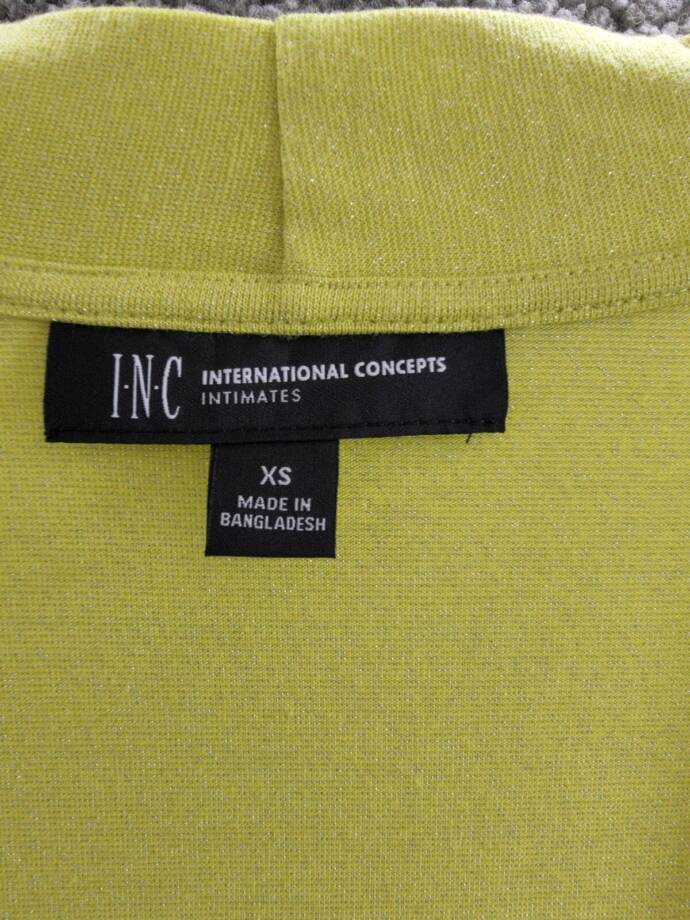 I·N·C INTERNATIONAL CONCEPTS
INTIMATES
XS
MADE IN
BANGLADESH